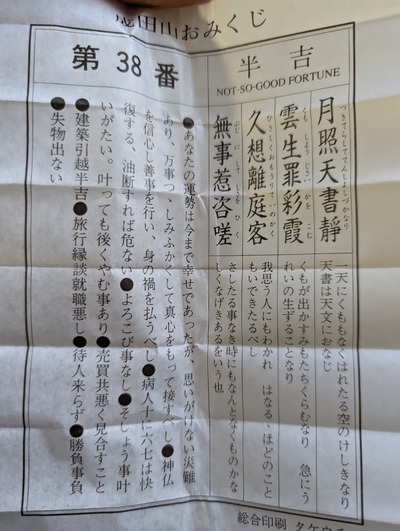 成田山おみくじ
第38番
半吉
NOT-SO-GOOD FORTUNE
月照天書静
一天にくももなくはれたる空のけしきなり
天書は天文におなじ
雲生罪彩霞
くもが出かすみもたちくらむなり　急にう
れいの生ずることなり
久想離庭客
我思う人にもわかれ　はなるゝほどのこと
もいできたるべし
無事惹咨嗟
さしたる事なき時にもなんとなくものかな
しくなげきあるをいう也
●あなたの運勢は今まで幸せであったが、思いがけない災難
あり、万事つゝしみふかくして真心をもって接すべし●神仏
を信心し善事を行い、身の禍を払うべし●病人十に六七は快
復する、油断すれば危ない●よろこび事なし●そしょう事叶
いがたい。叶っても後くやむ事あり●売買共悪く見合すこと
●建築引越半吉●旅行縁談就職悪し●待人来らず●勝負事負
●失物出ない
総合印刷